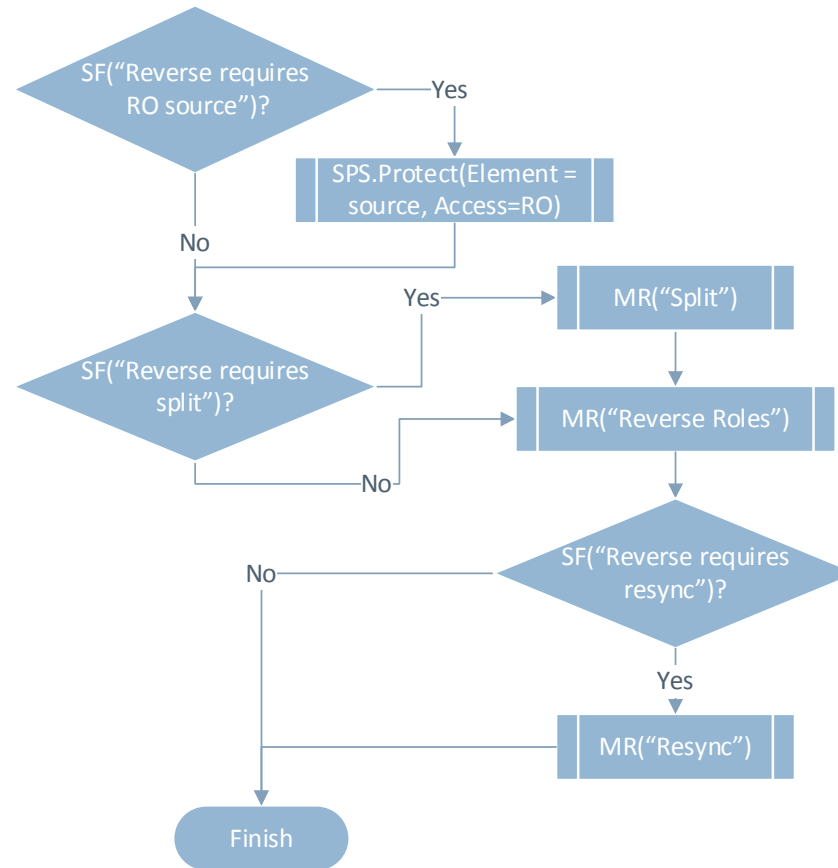 SF(“Reverse requires
RO source”)?
Yes
SPS.Protect(Element =
source, Access=RO)
No
Yes
MR(“Split”)
SF(“Reverse requires
split”)?
MR(“Reverse Roles”)
No
SF(“Reverse requires
resync”)?
No
Yes
MR(“Resync”)
Finish